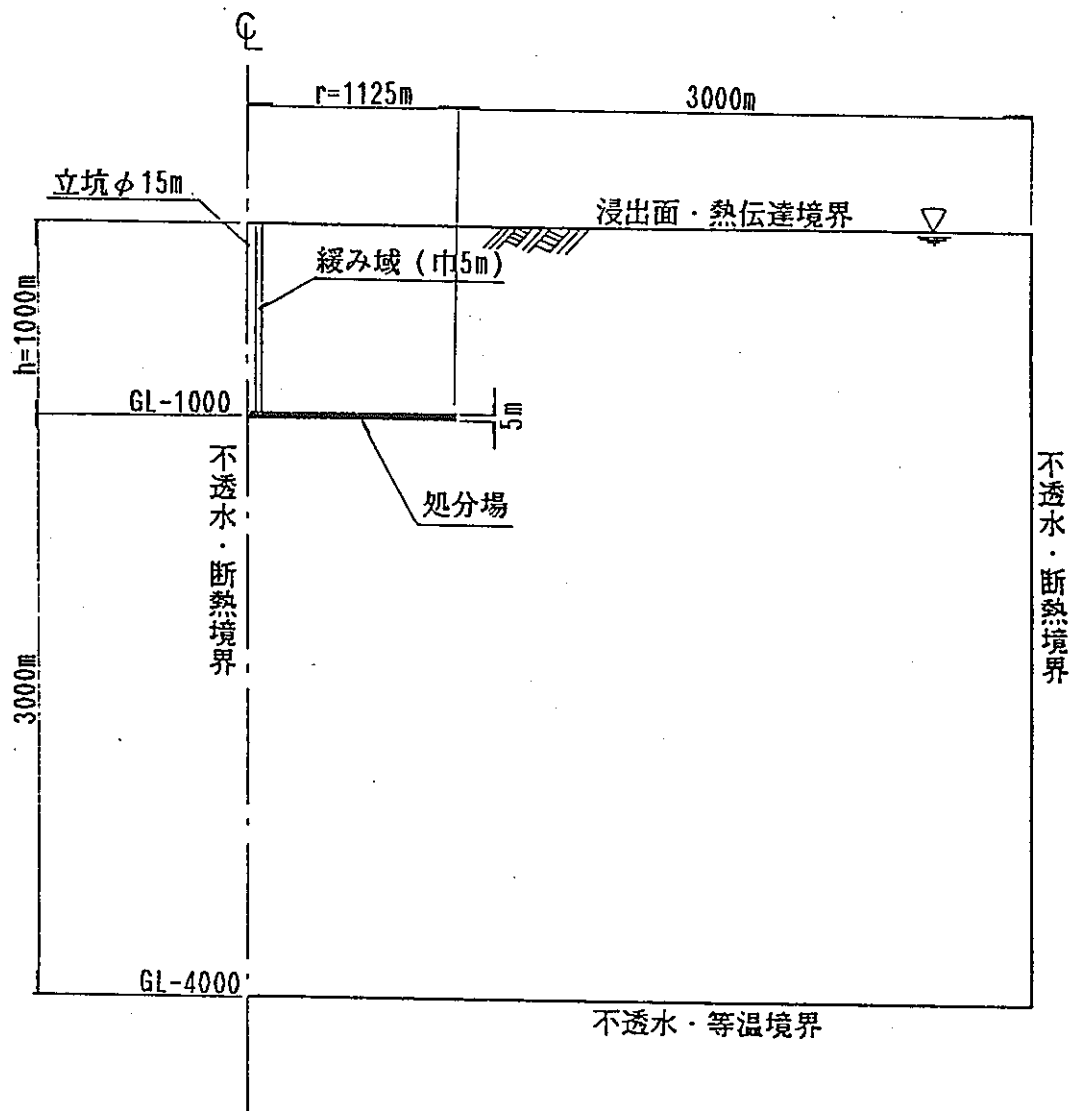 ℄
r=1125m
3000m
立坑φ15m
浸出面・熱伝達境界
緩み域(巾5m)
h=1000m
GL-1000
5m
処分場
不透水・断熱境界
不透水・断熱境界
3000m
GL-4000
不透水・等温境界